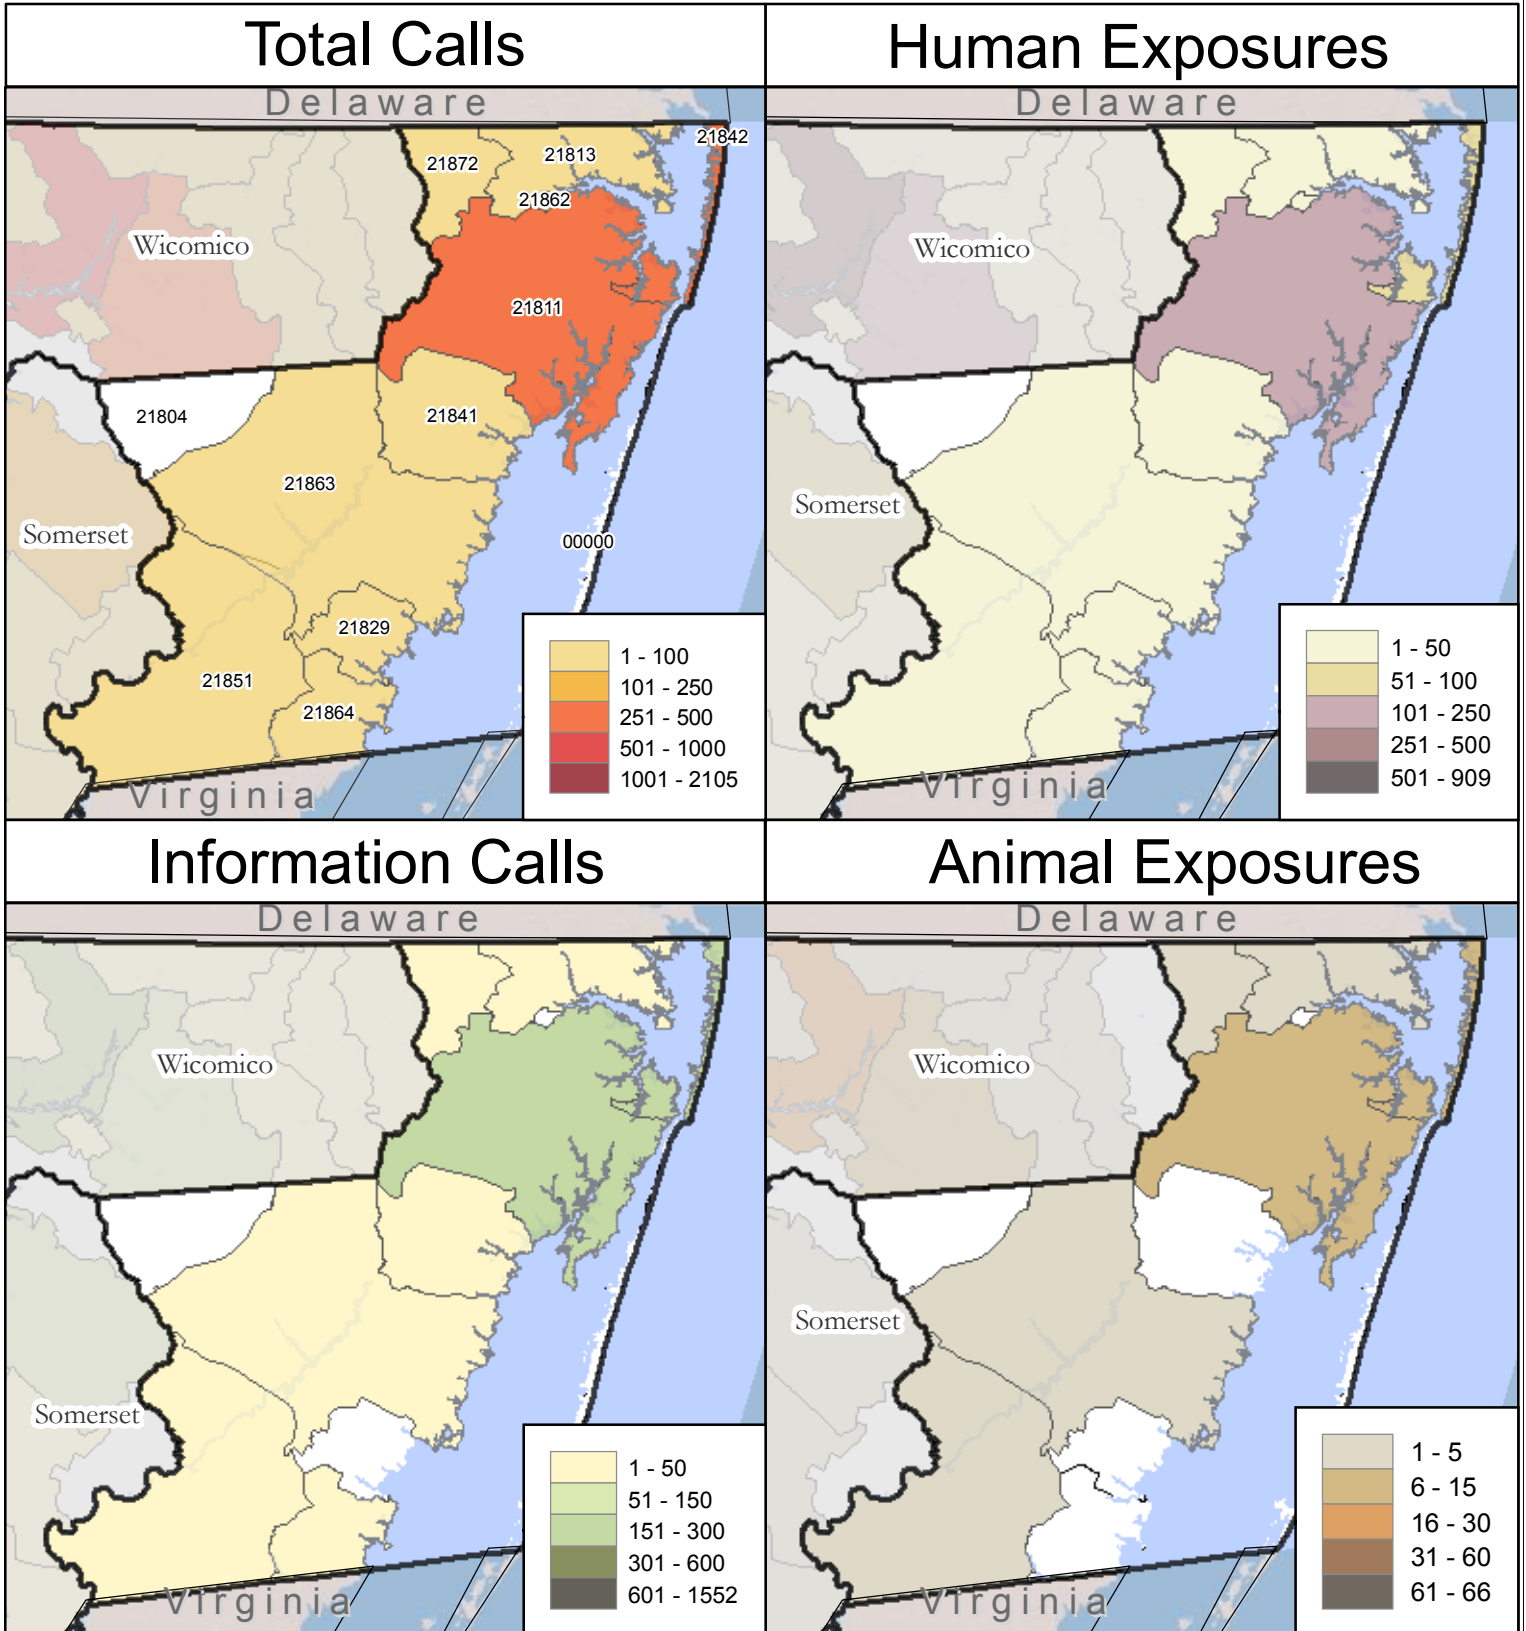 Total Calls
Human Exposures
Delaware
21842
21872
21813
21862
Wicomico
21811
21804
21841
21863
Somerset
00000
21829
21851
21864
Virginia
1 - 100
101 - 250
251 - 500
501 - 1000
1001 - 2105
Delaware
Wicomico
Somerset
Virginia
1 - 50
51 - 100
101 - 250
251 - 500
501 - 909
Information Calls
Animal Exposures
Delaware
Wicomico
Somerset
Virginia
1 - 50
51 - 150
151 - 300
301 - 600
601 - 1552
Delaware
Wicomico
Somerset
Virginia
1 - 5
6 - 15
16 - 30
31 - 60
61 - 66